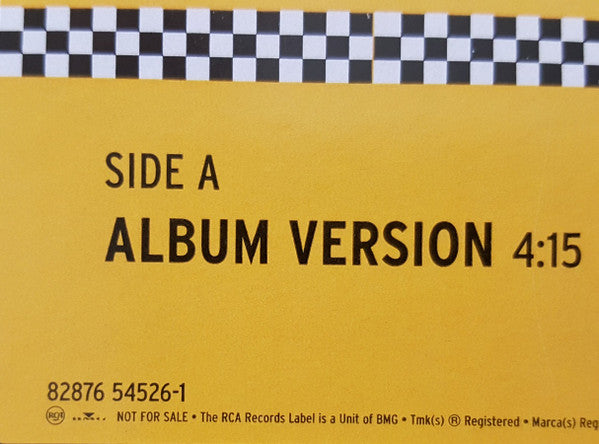 SIDE A
ALBUM VERSION 4:15
82876 54526-1
RCA NOT FOR SALE • The RCA Records Label is a Unit of BMG • Tmk(s) ® Registered • Marca(s) Reg